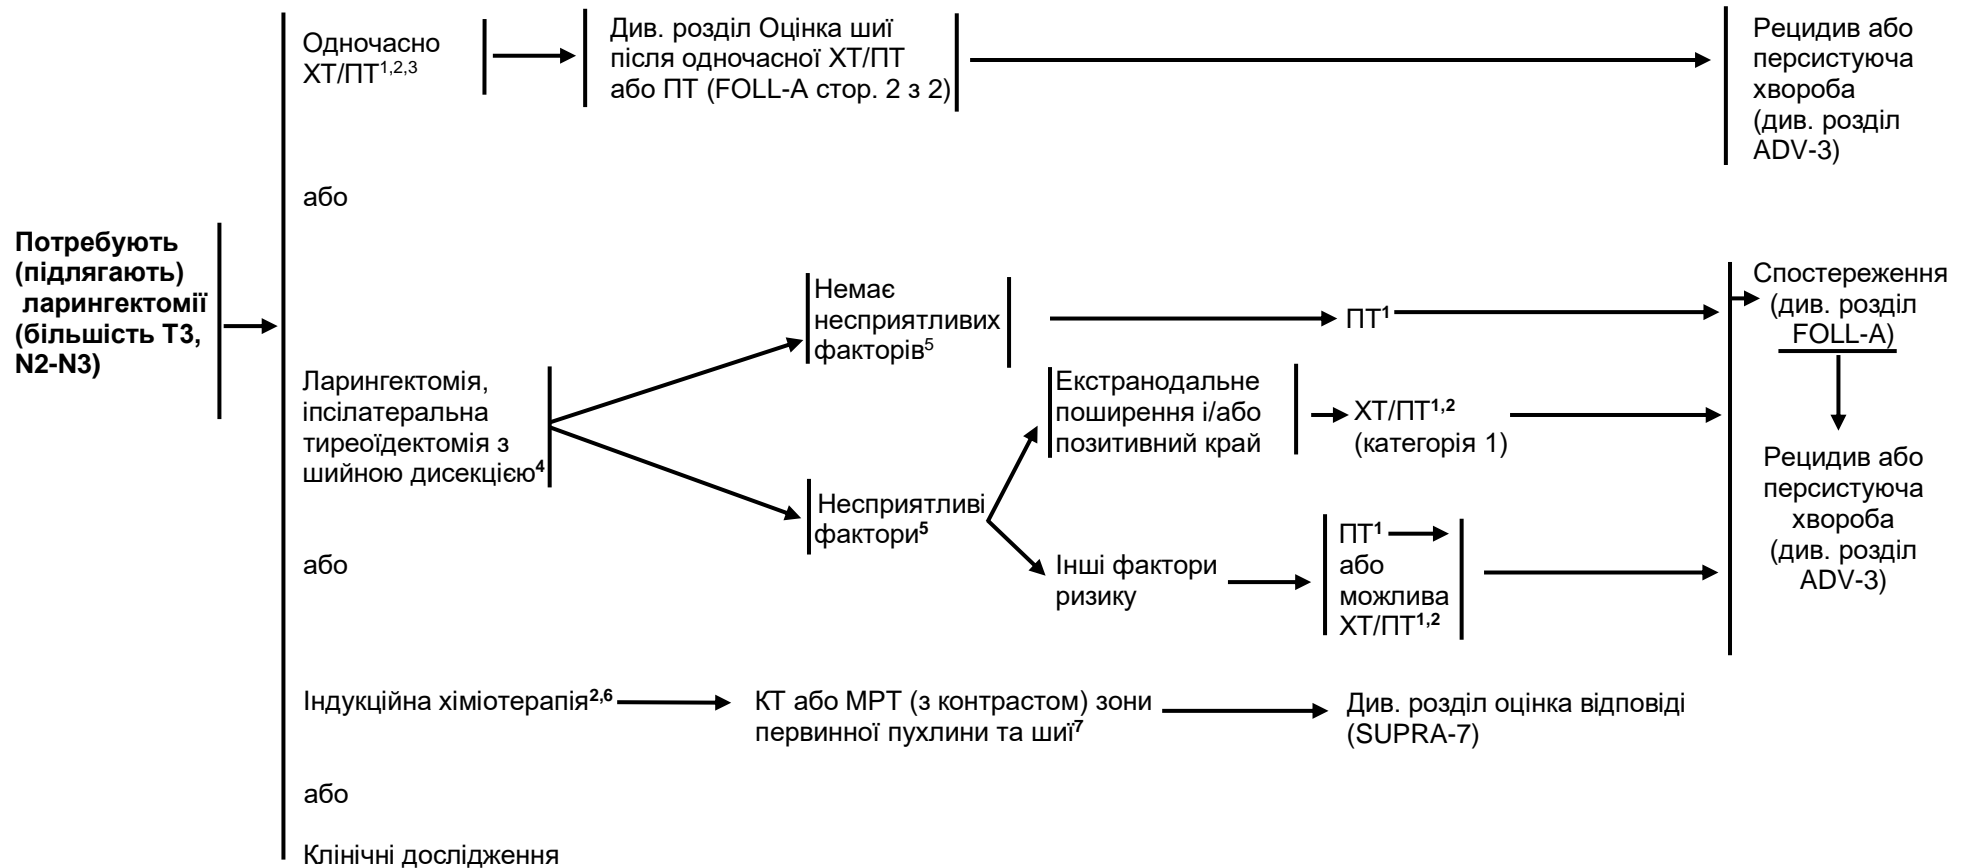 Потребують
(підлягають)
ларингектомії
(більшість Т3,
N2-N3)
Одночасно
ХТ/ПТ1,2,3
Див. розділ Оцінка шиї
після одночасної ХТ/ПТ
або ПТ (FOLL-A стор. 2 з 2)
Рецидив або
персистуюча
хвороба
(див. розділ
ADV-3)
або
Ларингектомія,
іпсілатеральна
тиреоїдектомія з
шийною дисекцією4
Немає
несприятливих
факторів5
ПТ1
Несприятливі
фактори5
Екстранодальне
поширення і/або
позитивний край
ХТ/ПТ1,2
(категорія 1)
Інші фактори
ризику
ПТ1
або
можлива
ХТ/ПТ1,2
Спостереження
(див. розділ
FOLL-A)
Рецидив або
персистуюча
хвороба
(див. розділ
ADV-3)
або
Індукційна хіміотерапія2,6
КТ або МРТ (з контрастом) зони
первинної пухлини та шиї7
Див. розділ оцінка відповіді
(SUPRA-7)
або
Клінічні дослідження